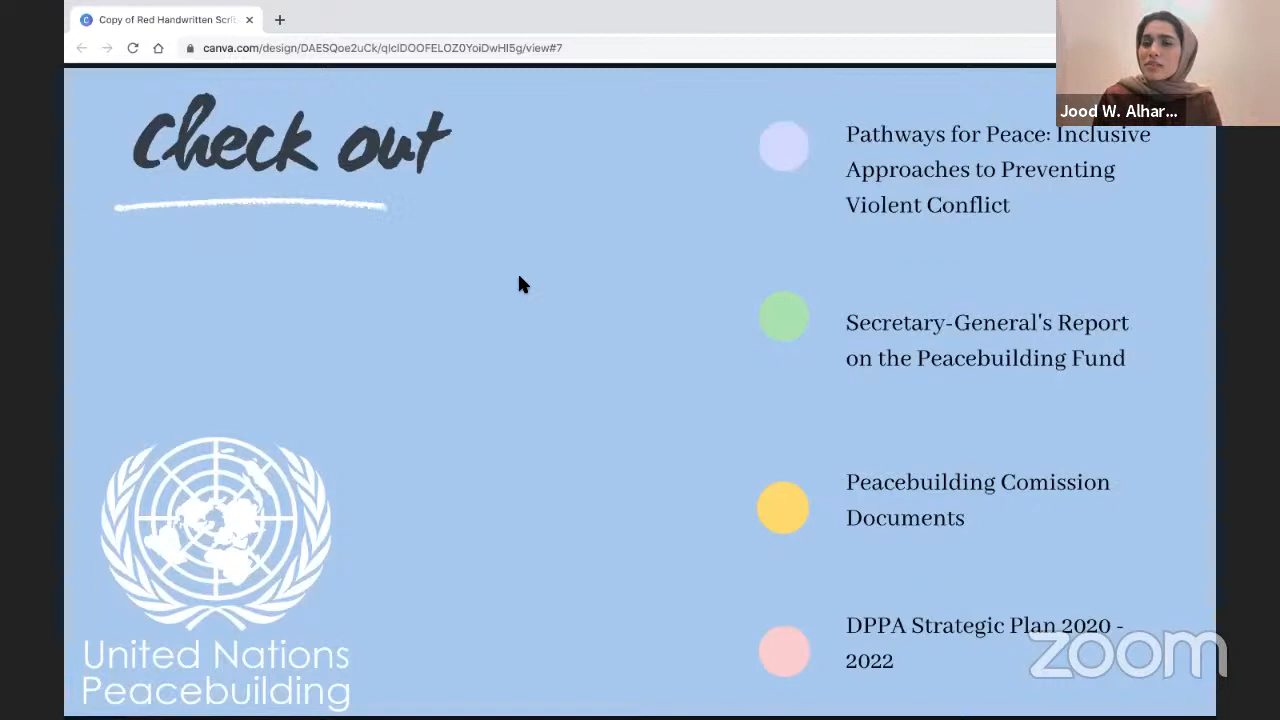 Copy of Red Handwritten Scri
canva.com/design/DAESQoe2uCk/qlclDOOFELOZ0YoiDwHl5g/view#7
Jood W. Alhar...
Check out
Pathways for Peace: Inclusive
Approaches to Preventing
Violent Conflict
Secretary-General's Report
on the Peacebuilding Fund
Peacebuilding Comission
Documents
DPPA Strategic Plan 2020 -
2022
United Nations
Peacebuilding
zoom